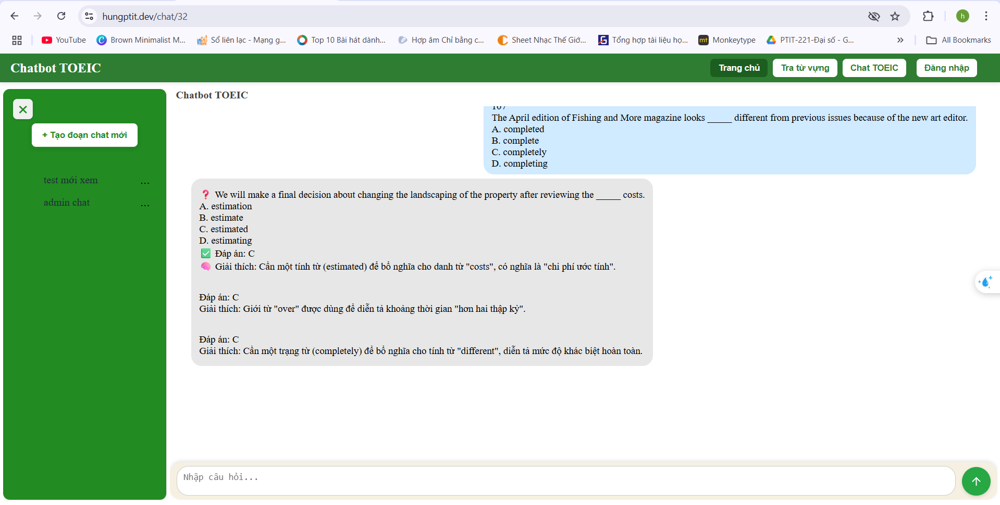 hungptit.dev/chat/32
h
YouTube
Brown Minimalist M...
Sổ liên lạc - Mạng g...
Top 10 Bài hát dành...
Hợp âm Chỉ bằng c...
Sheet Nhạc Thế Giớ...
Tổng hợp tài liệu họ...
mt
Monkeytype
PTIT-221-Đại số - G...
All Bookmarks
Chatbot TOEIC
Trang chủ
Tra từ vựng
Chat TOEIC
Đăng nhập
+ Tạo đoạn chat mới
test mới xem
...
admin chat
...
Chatbot TOEIC
107
The April edition of Fishing and More magazine looks _____ different from previous issues because of the new art editor.
A. completed
B. complete
C. completely
D. completing
❓ We will make a final decision about changing the landscaping of the property after reviewing the _____ costs.
A. estimation
B. estimate
C. estimated
D. estimating
✅ Đáp án: C
🧠 Giải thích: Cần một tính từ (estimated) để bổ nghĩa cho danh từ "costs", có nghĩa là "chi phí ước tính".
Đáp án: C
Giải thích: Giới từ "over" được dùng để diễn tả khoảng thời gian "hơn hai thập kỷ".
Đáp án: C
Giải thích: Cần một trạng từ (completely) để bổ nghĩa cho tính từ "different", diễn tả mức độ khác biệt hoàn toàn.
Nhập câu hỏi...